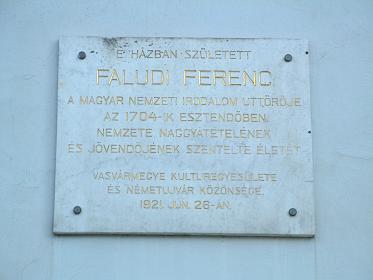 E HÁZBAN SZÜLETETT
FALUDI FERENC
A MAGYAR NEMZETI IRODALOM ÚTTÖRŐJE
AZ 1704-IK ESZTENDŐBEN.
NEMZETE NAGGYÁTÉTELÉNEK
ÉS JÖVENDŐJÉNEK SZENTELTE ÉLETÉT.
VASVÁRMEGYE KULTUREGYESÜLETE
ÉS NÉMETUJVÁR KÖZÖNSÉGE.
1921. JUN. 26-ÁN.